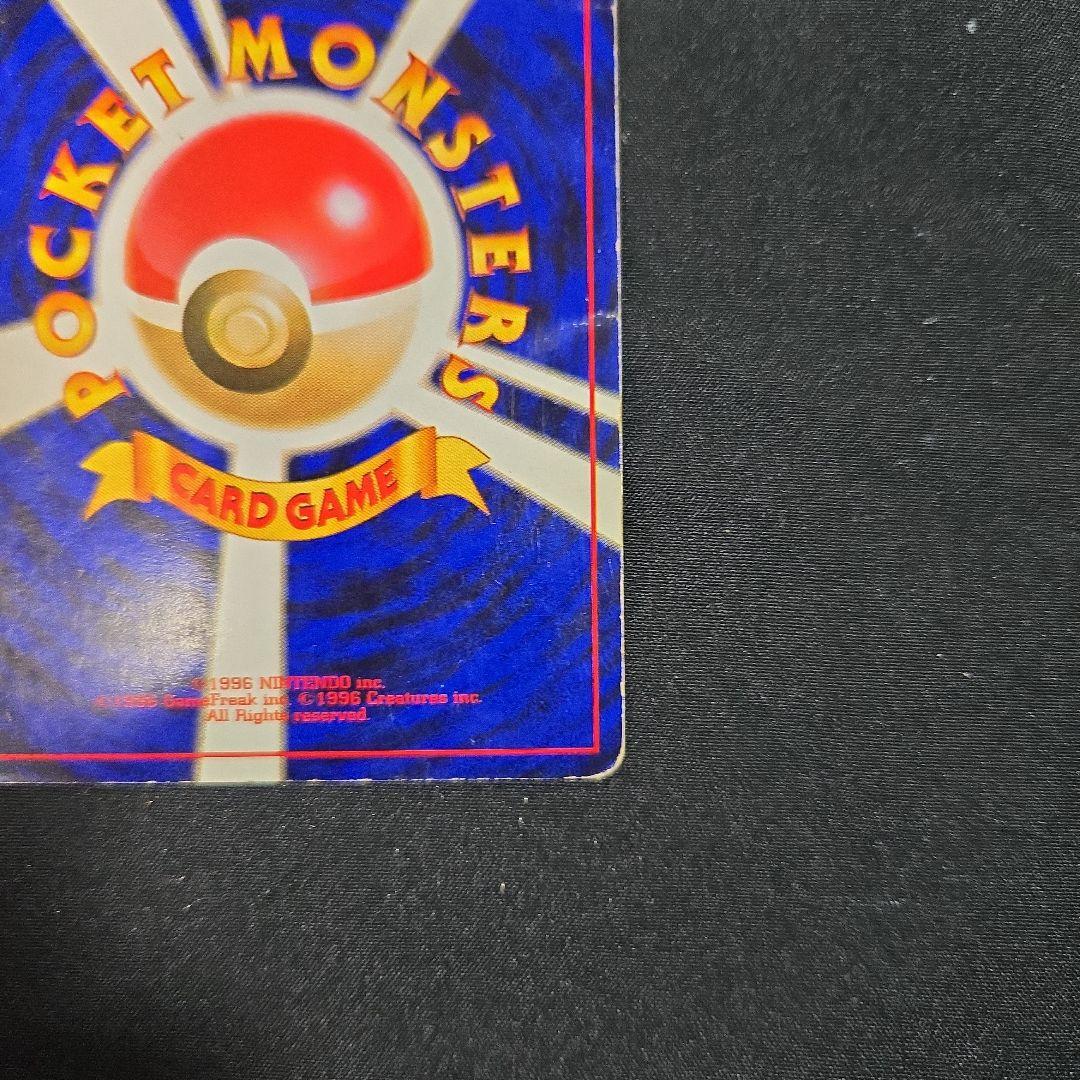 POCKET MONSTERS
CARD GAME
©1996 NINTENDO inc.
©1996 GameFreak inc. ©1996 Creatures inc.
All Rights reserved.